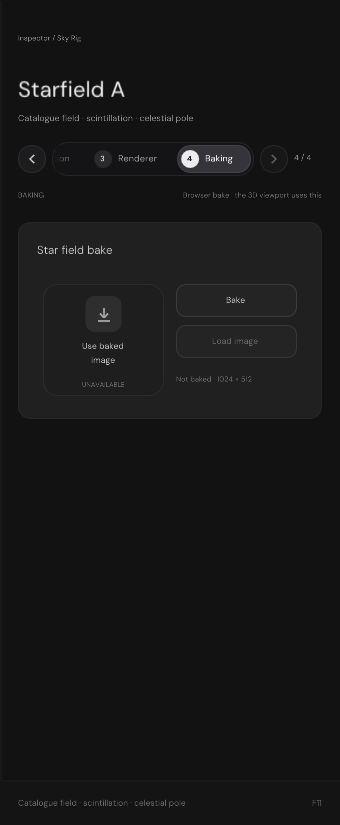 Inspector / Sky Rig
Starfield A
Catalogue field · scintillation · celestial pole
on
3 Renderer
4 Baking
4 / 4
BAKING
Browser bake · the 3D viewport uses this
Star field bake
Use baked
image
UNAVAILABLE
Bake
Load image
Not baked · 1024 × 512
Catalogue field · scintillation · celestial pole
F11